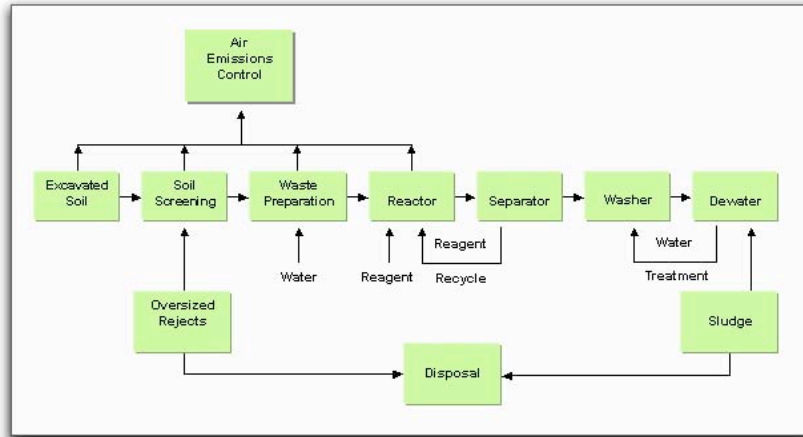 Air
Emissions
Control
Excavated
Soil
Soil
Screening
Waste
Preparation
Reactor
Separator
Washer
Dewater
Reagent
Water
Water
Reagent
Recycle
Treatment
Oversized
Rejects
Sludge
Disposal